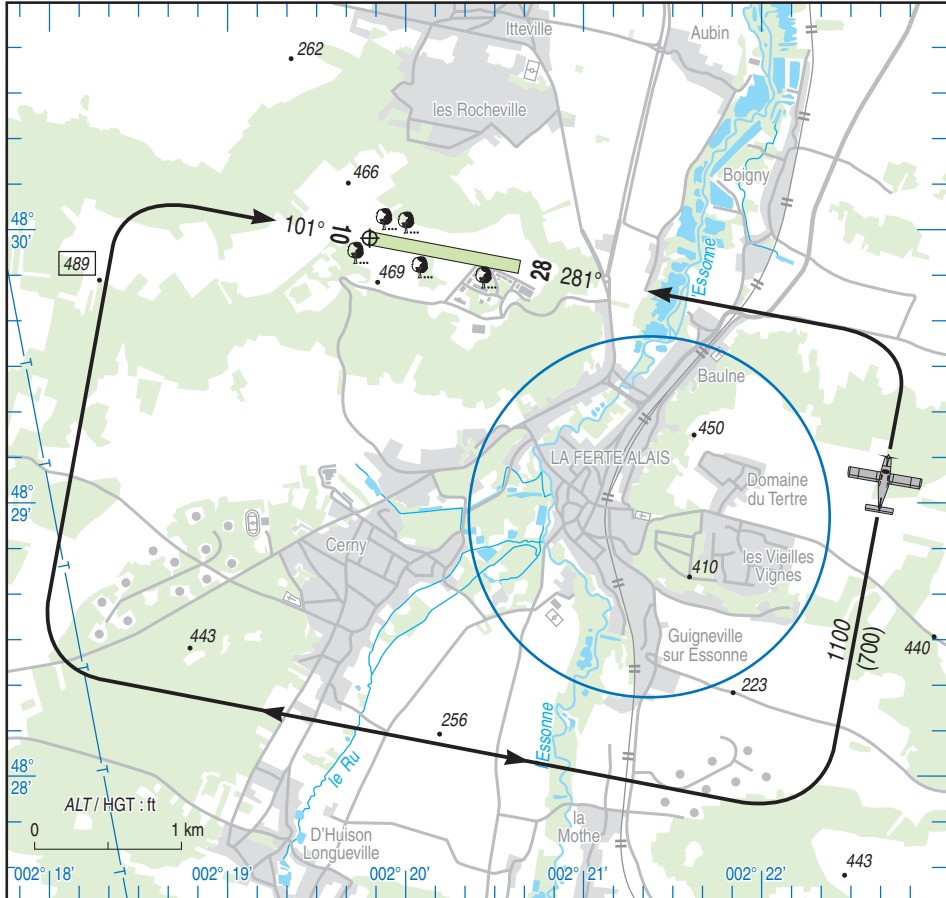 262
Itteville
Aubin
les Rocheville
466
Boigny
48°
30'
101°
10
489
469
28
281°
l'Essonne
Baulne
450
LA FERTE ALAIS
48°
29'
Domaine
du Tertre
Cerny
les Vieilles
Vignes
410
443
Guigneville
sur Essonne
1100
(700)
440
223
256
l'Essonne
le Ru
48°
28'
ALT / HGT : ft
0
1 km
D'Huison
Longueville
la
Mothe
443
002° 18'
002° 19'
002° 20'
002° 21'
002° 22'